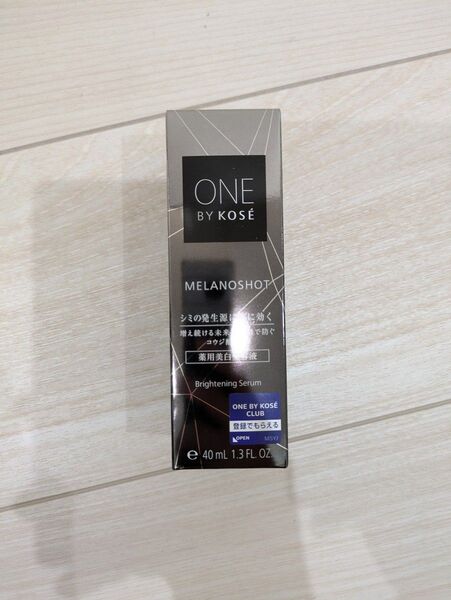 ONE
BY KOSÉ
MELANOSHOT
シミの発生源に効く
増え続ける未来で防ぐ
コウジ
薬用美白液
Brightening Serum
ONE BY KOSÉ
CLUB
登録でもらえる
OPEN
℮ 40 mL 1.3 FL. OZ.